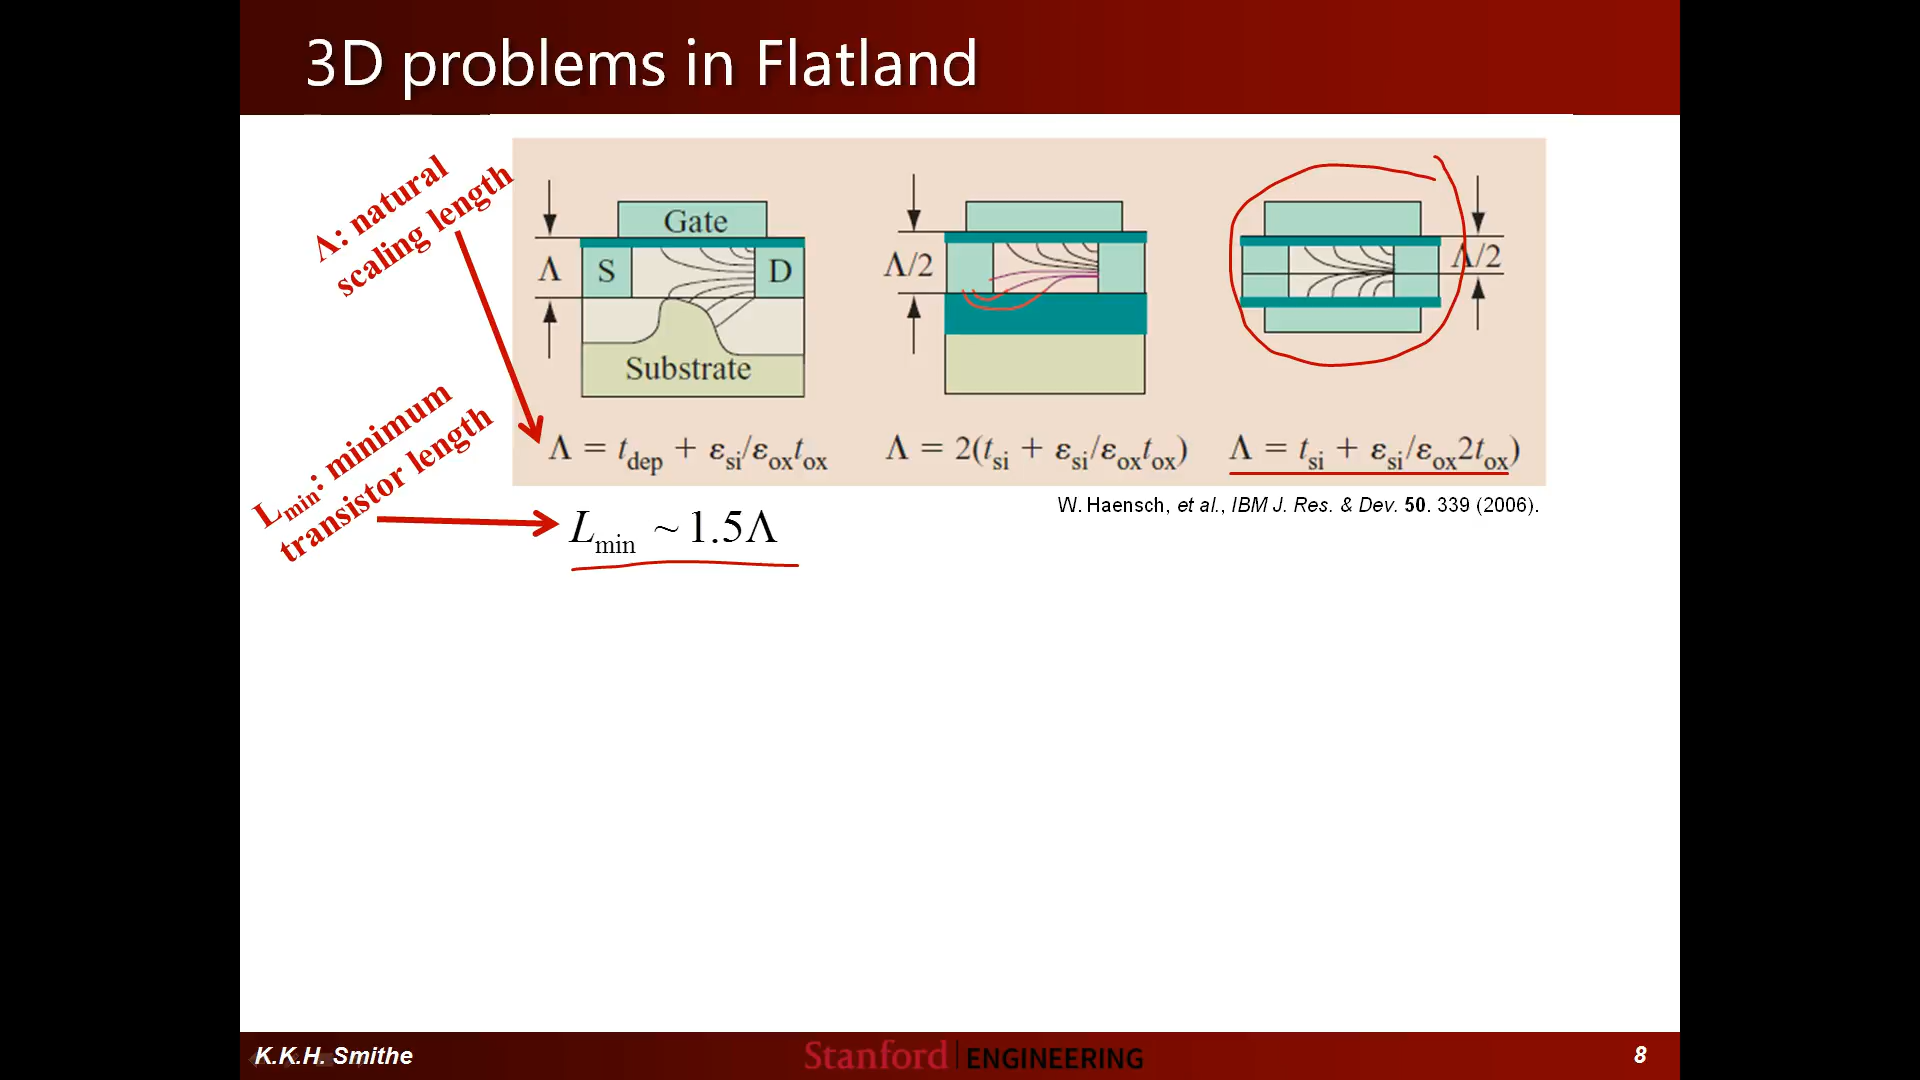 3D problems in Flatland
Λ: natural
scaling length
Gate
Λ
S
D
Substrate
Λ/2
Λ/2
Λ = t_dep + ε_si/ε_ox t_ox
Λ = 2(t_si + ε_si/ε_ox t_ox)
Λ = t_si + ε_si/ε_ox 2t_ox)
W. Haensch, et al., IBM J. Res. & Dev. 50. 339 (2006).
L_min: minimum
transistor length
L_min ~ 1.5Λ
K.K.H. Smithe
Stanford | ENGINEERING
8